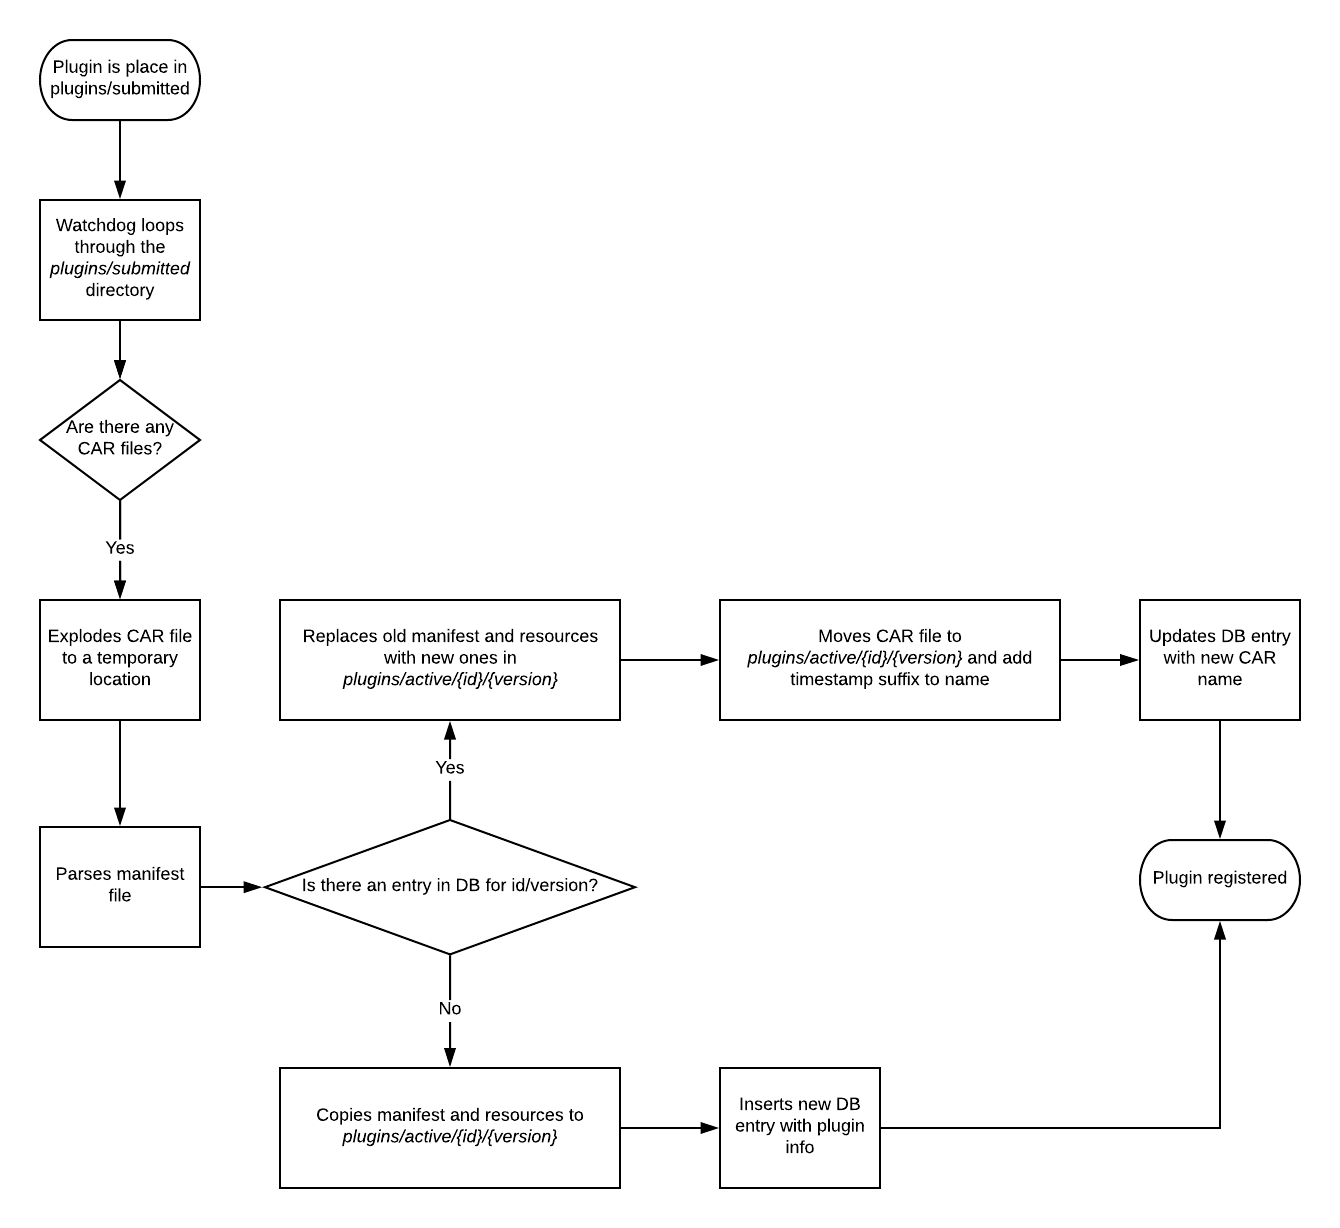 Plugin is place in
plugins/submitted
Watchdog loops
through the
plugins/submitted
directory
Are there any
CAR files?
Yes
Explodes CAR file
to a temporary
location
Replaces old manifest and resources
with new ones in
plugins/active/{id}/{version}
Moves CAR file to
plugins/active/{id}/{version} and add
timestamp suffix to name
Updates DB entry
with new CAR
name
Yes
Parses manifest
file
Is there an entry in DB for id/version?
Plugin registered
No
Copies manifest and resources to
plugins/active/{id}/{version}
Inserts new DB
entry with plugin
info